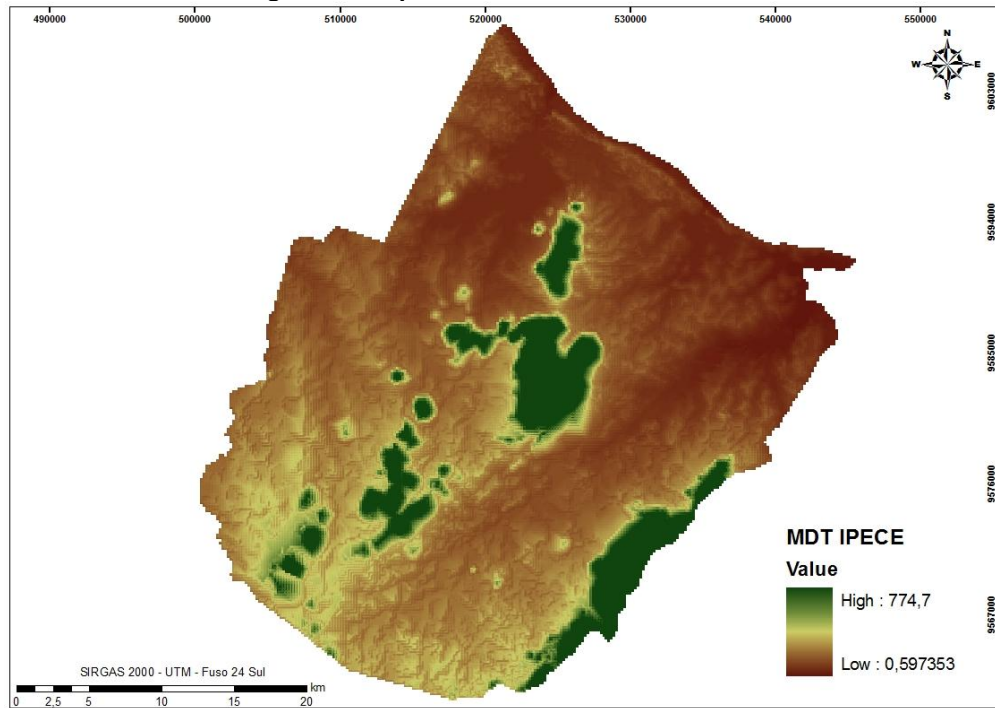 490000 500000 510000 520000 530000 540000 550000
N
W E
S
9603000
9594000
9585000
9576000
9567000
MDT IPECE
Value
High : 774,7
Low : 0,597353
SIRGAS 2000 - UTM - Fuso 24 Sul
km
0 2,5 5 10 15 20